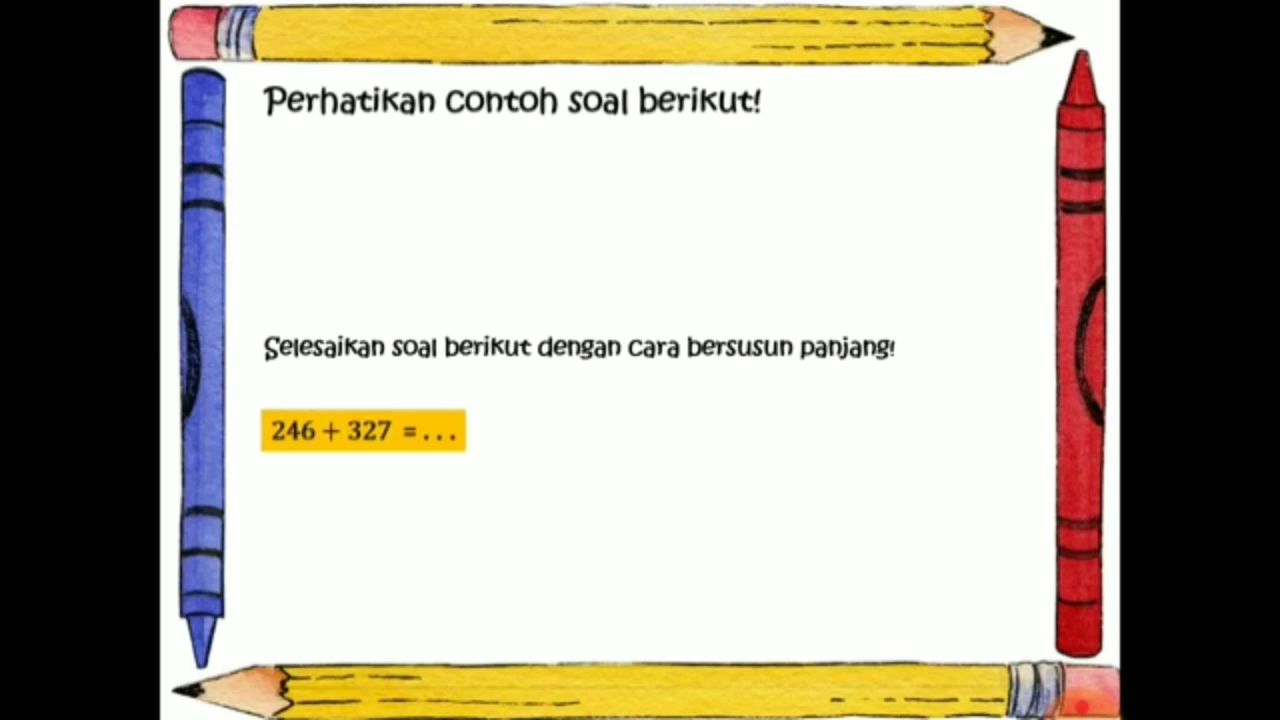 Perhatikan contoh soal berikut!
Selesaikan soal berikut dengan cara bersusun panjang!
246 + 327 = . . .